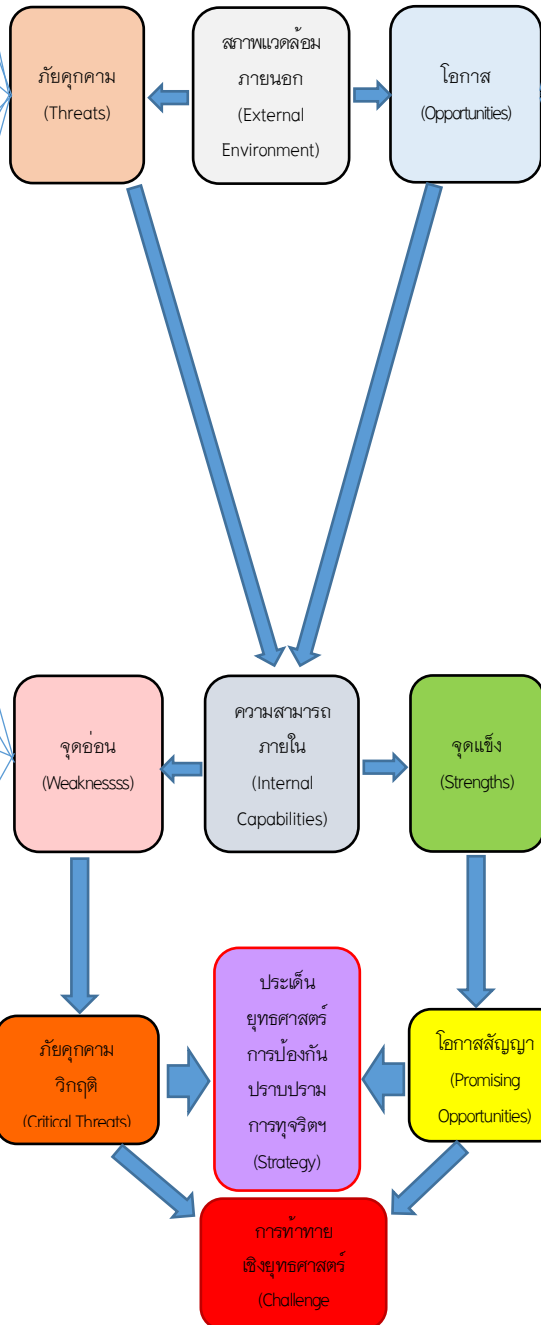 ภัยคุกคาม
(Threats)
สภาพแวดล้อม
ภายนอก
(External
Environment)
โอกาส
(Opportunities)
จุดอ่อน
(Weaknessss)
ความสามารถ
ภายใน
(Internal
Capabilities)
จุดแข็ง
(Strengths)
ภัยคุกคาม
วิกฤติ
(Critical Threats)
ประเด็น
ยุทธศาสตร์
การป้องกัน
ปราบปราม
การทุจริตฯ
(Strategy)
โอกาสสัญญา
(Promising
Opportunities)
การท้าทาย
เชิงยุทธศาสตร์
(Challenge